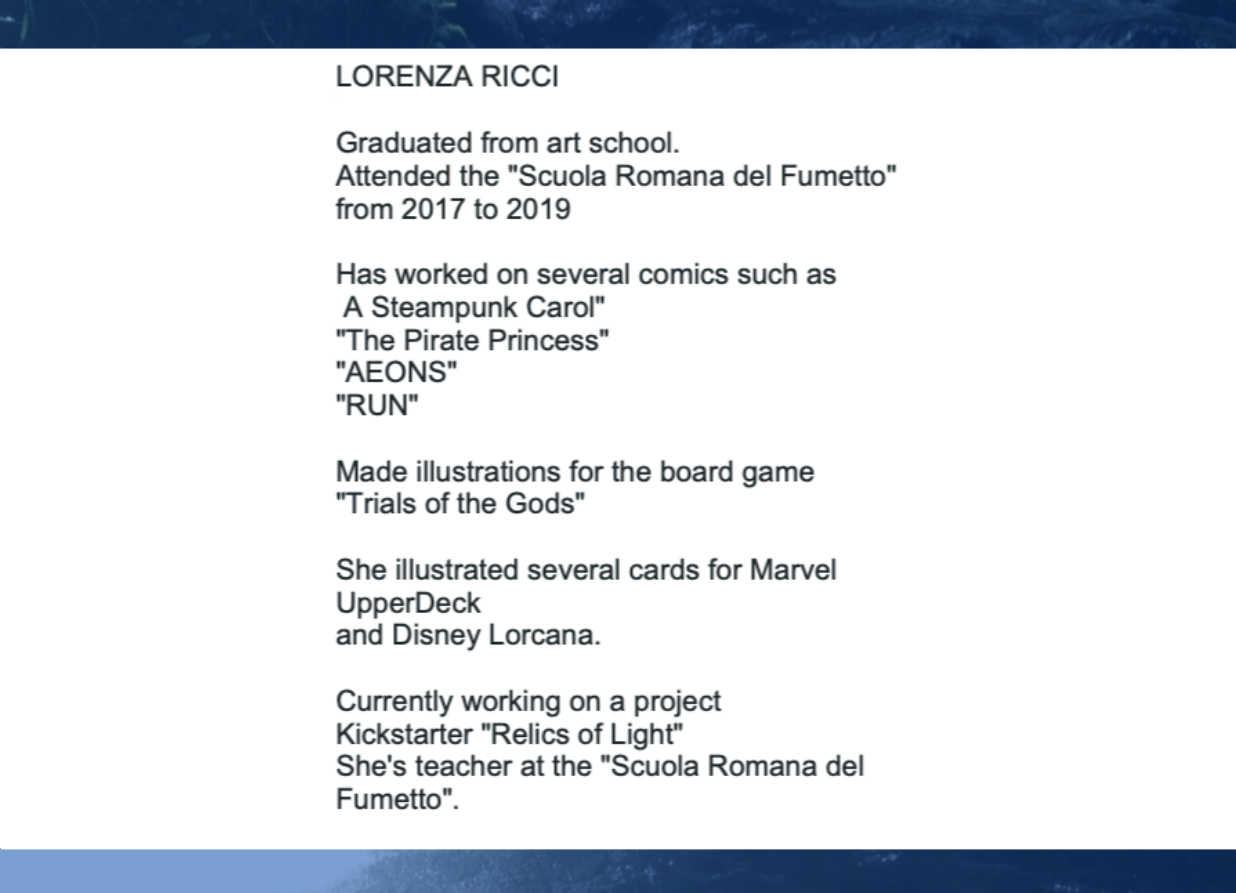 LORENZA RICCI
Graduated from art school.
Attended the "Scuola Romana del Fumetto"
from 2017 to 2019
Has worked on several comics such as
A Steampunk Carol"
"The Pirate Princess"
"AEONS"
"RUN"
Made illustrations for the board game
"Trials of the Gods"
She illustrated several cards for Marvel
UpperDeck
and Disney Lorcana.
Currently working on a project
Kickstarter "Relics of Light"
She's teacher at the "Scuola Romana del
Fumetto".